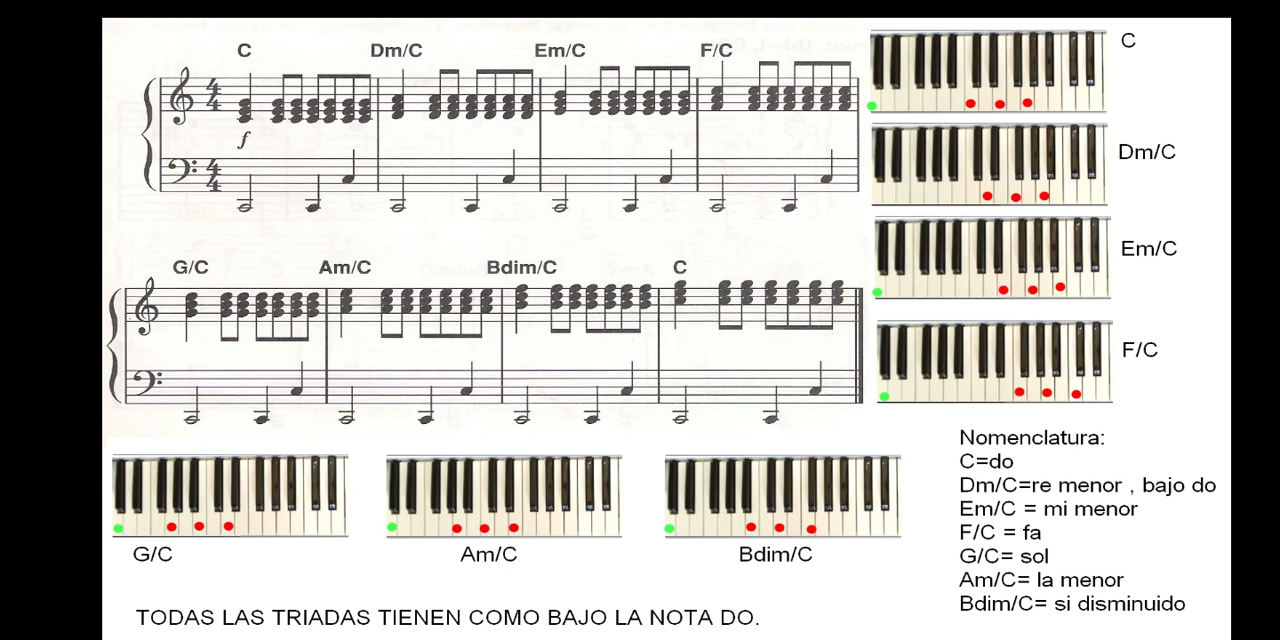 C Dm/C Em/C F/C
f
G/C Am/C Bdim/C C
C
Dm/C
Em/C
F/C
G/C Am/C Bdim/C
Nomenclatura:
C=do
Dm/C=re menor , bajo do
Em/C = mi menor
F/C = fa
G/C= sol
Am/C= la menor
Bdim/C= si disminuido
TODAS LAS TRIADAS TIENEN COMO BAJO LA NOTA DO.